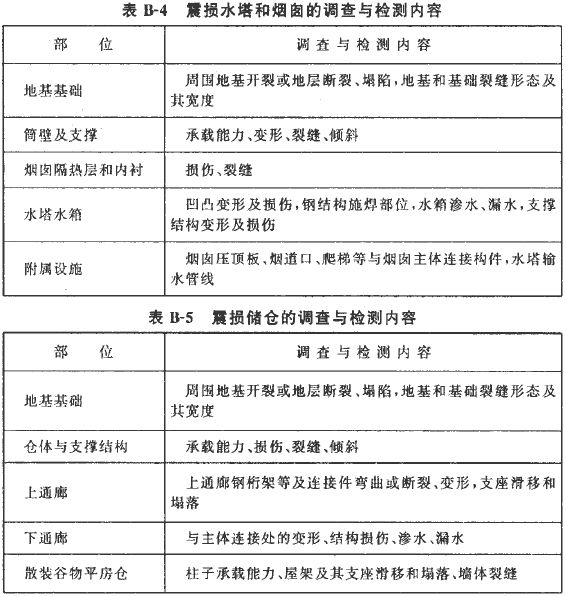 表 B-4 震损水塔和烟囱的调查与检测内容
部 位 调查与检测内容
地基基础 周围地基开裂或地层断裂、塌陷,地基和基础裂缝形态及
其宽度
筒壁及支撑 承载能力、变形、裂缝、倾斜
烟囱隔热层和内衬 损伤、裂缝
水塔水箱 凹凸变形及损伤,钢结构施焊部位,水箱渗水、漏水,支撑
结构变形及损伤
附属设施 烟囱压顶板、烟道口、爬梯等与烟囱主体连接构件,水塔输
水管线
表 B-5 震损储仓的调查与检测内容
部 位 调查与检测内容
地基基础 周围地基开裂或地层断裂、塌陷,地基和基础裂缝形态及
其宽度
仓体与支撑结构 承载能力、损伤、裂缝、倾斜
上通廊 上通廊钢桁架等及连接件弯曲或断裂、变形,支座滑移和
塌落
下通廊 与主体连接处的变形、结构损伤、渗水、漏水
散装谷物平房仓 柱子承载能力、屋架及其支座滑移和塌落、墙体裂缝